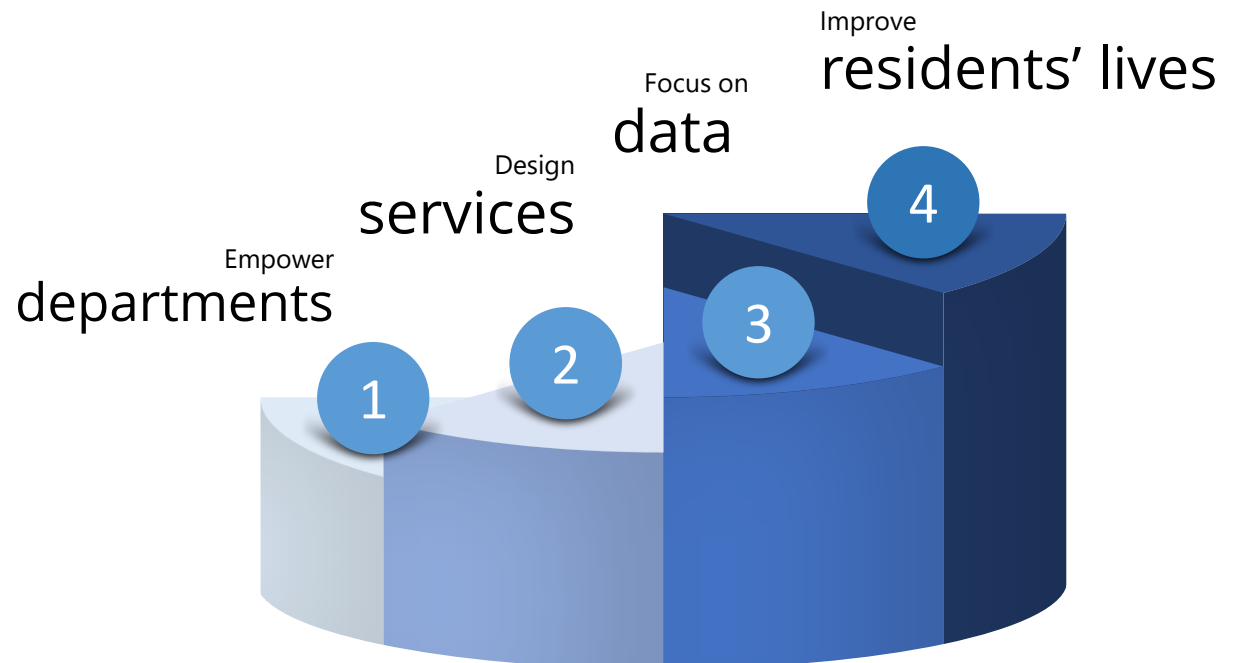 Improve
residents’ lives
Focus on
data
Design
services
Empower
departments
4
3
2
1